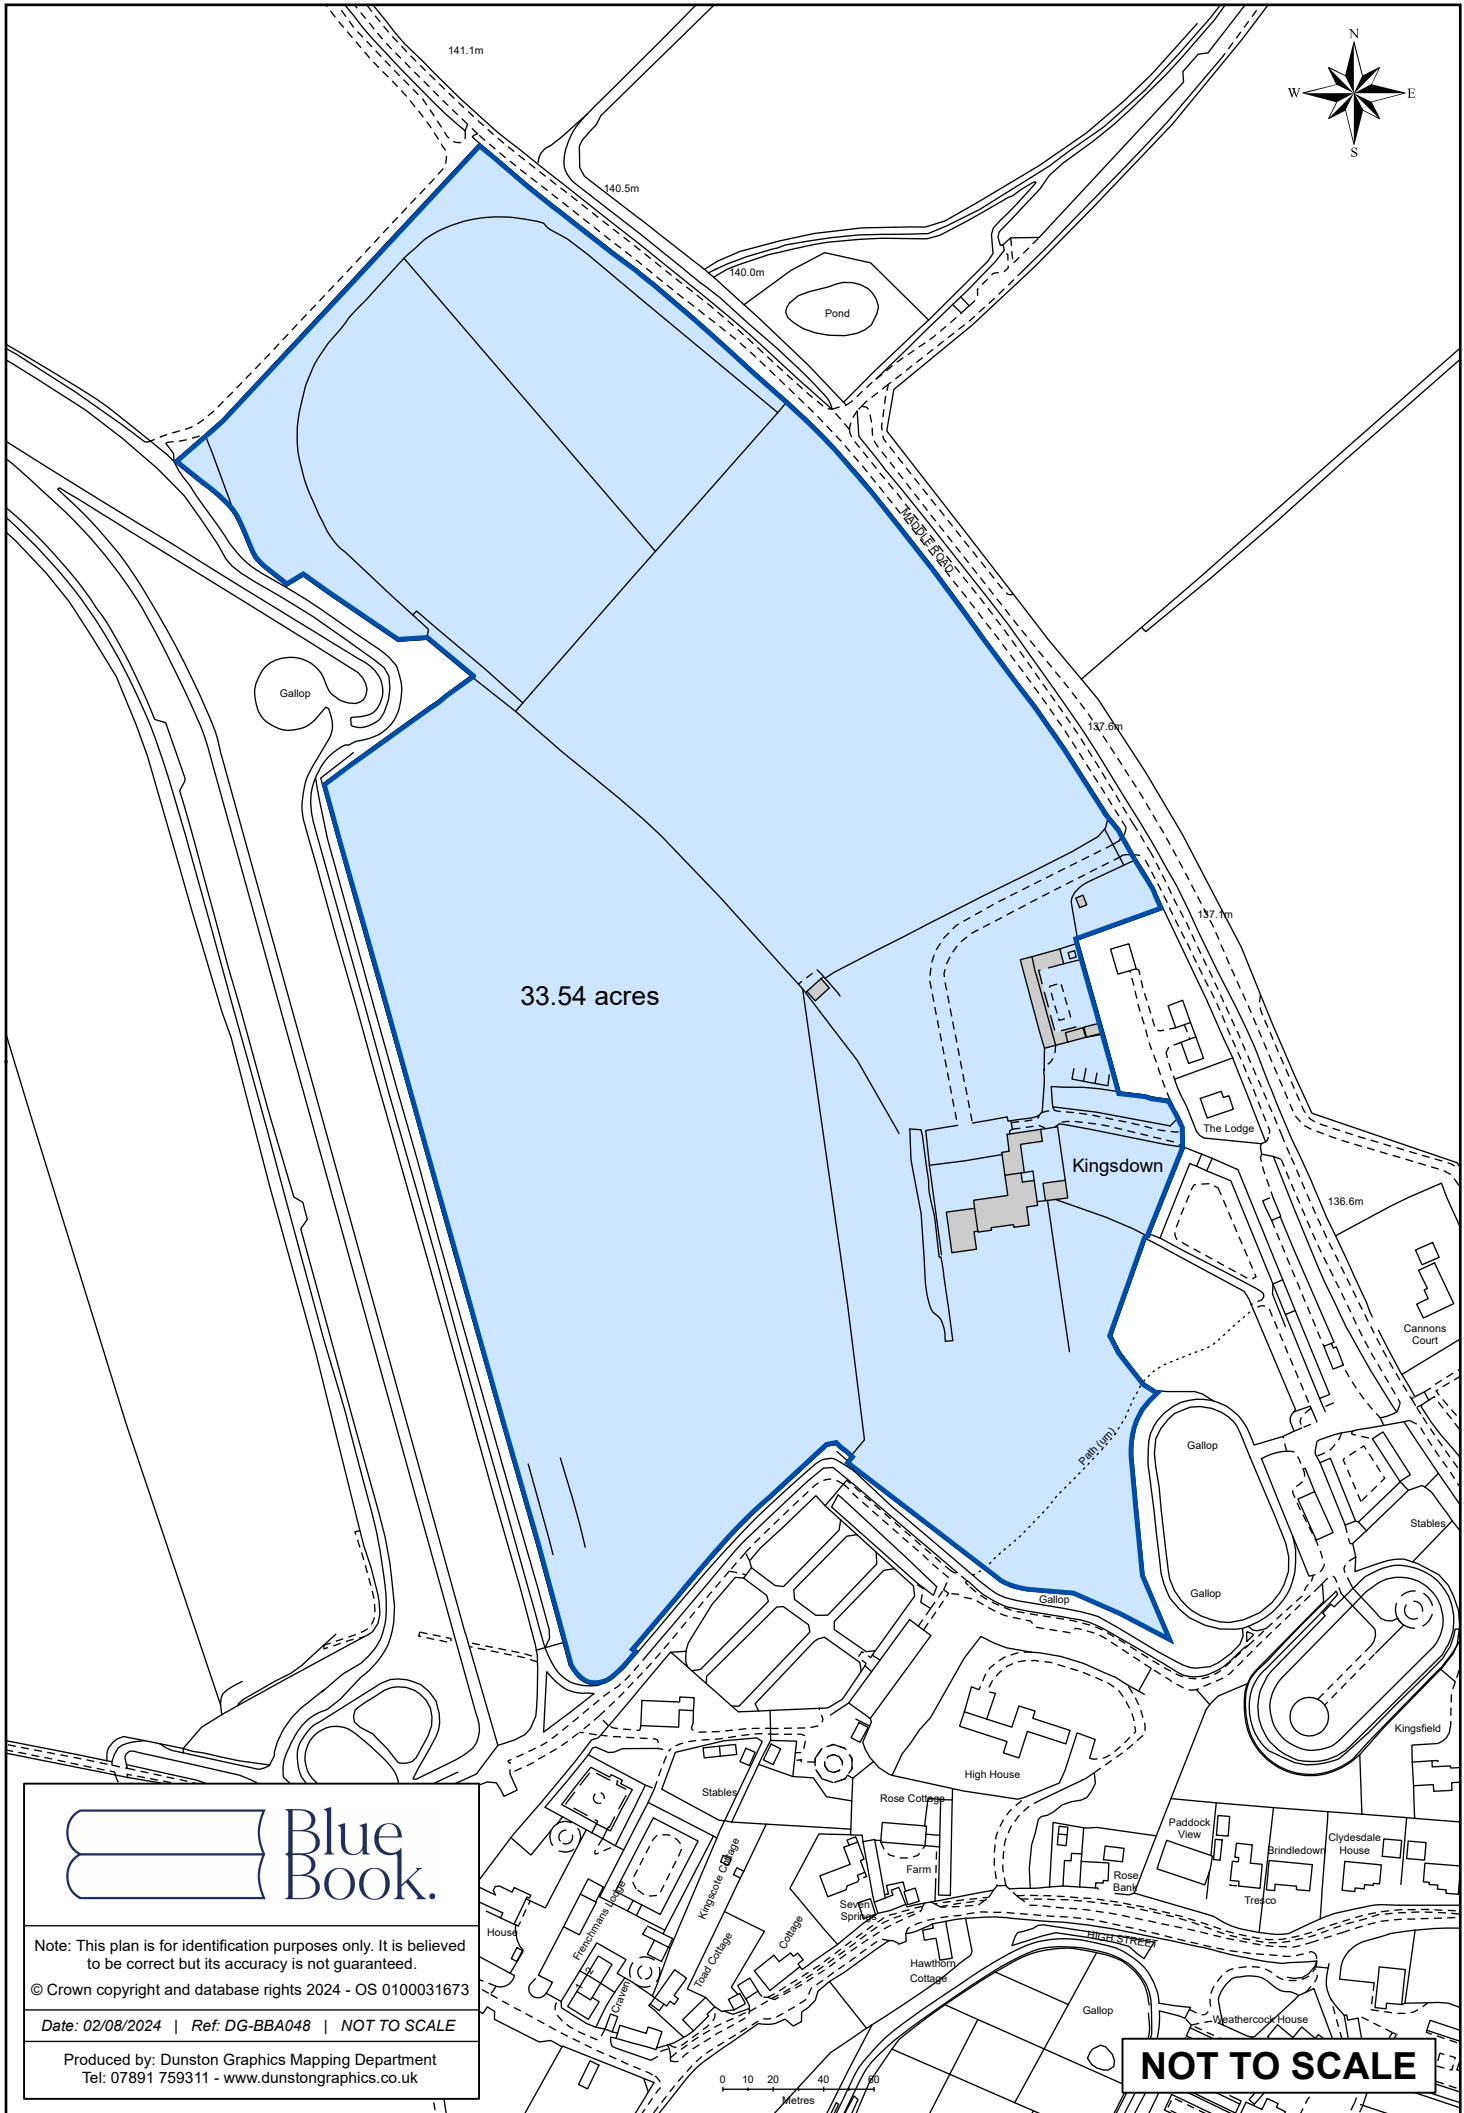 141.1m
N
W
E
S
140.5m
140.0m
Pond
MADDLE ROAD
Gallop
137.6m
137.1m
33.54 acres
The Lodge
Kingsdown
136.6m
Cannons
Court
Path (um)
Gallop
Stables
Gallop
Gallop
Kingsfield
High House
Stables
Rose Cottage
Paddock
View
Clydesdale
House
Brindledown
Kingscote Cottage
Farm
Rose
Bank
Tresco
Frenchmans Lodge
Seven
Springs
House
Cottage
Toad Cottage
HIGH STREET
Hawthorn
Cottage
1
2
Craven
Gallop
Weathercock House
Blue
Book.
Note: This plan is for identification purposes only. It is believed
to be correct but its accuracy is not guaranteed.
© Crown copyright and database rights 2024 - OS 0100031673
Date: 02/08/2024 | Ref: DG-BBA048 | NOT TO SCALE
Produced by: Dunston Graphics Mapping Department
Tel: 07891 759311 - www.dunstongraphics.co.uk
0 10 20 40 60
Metres
NOT TO SCALE